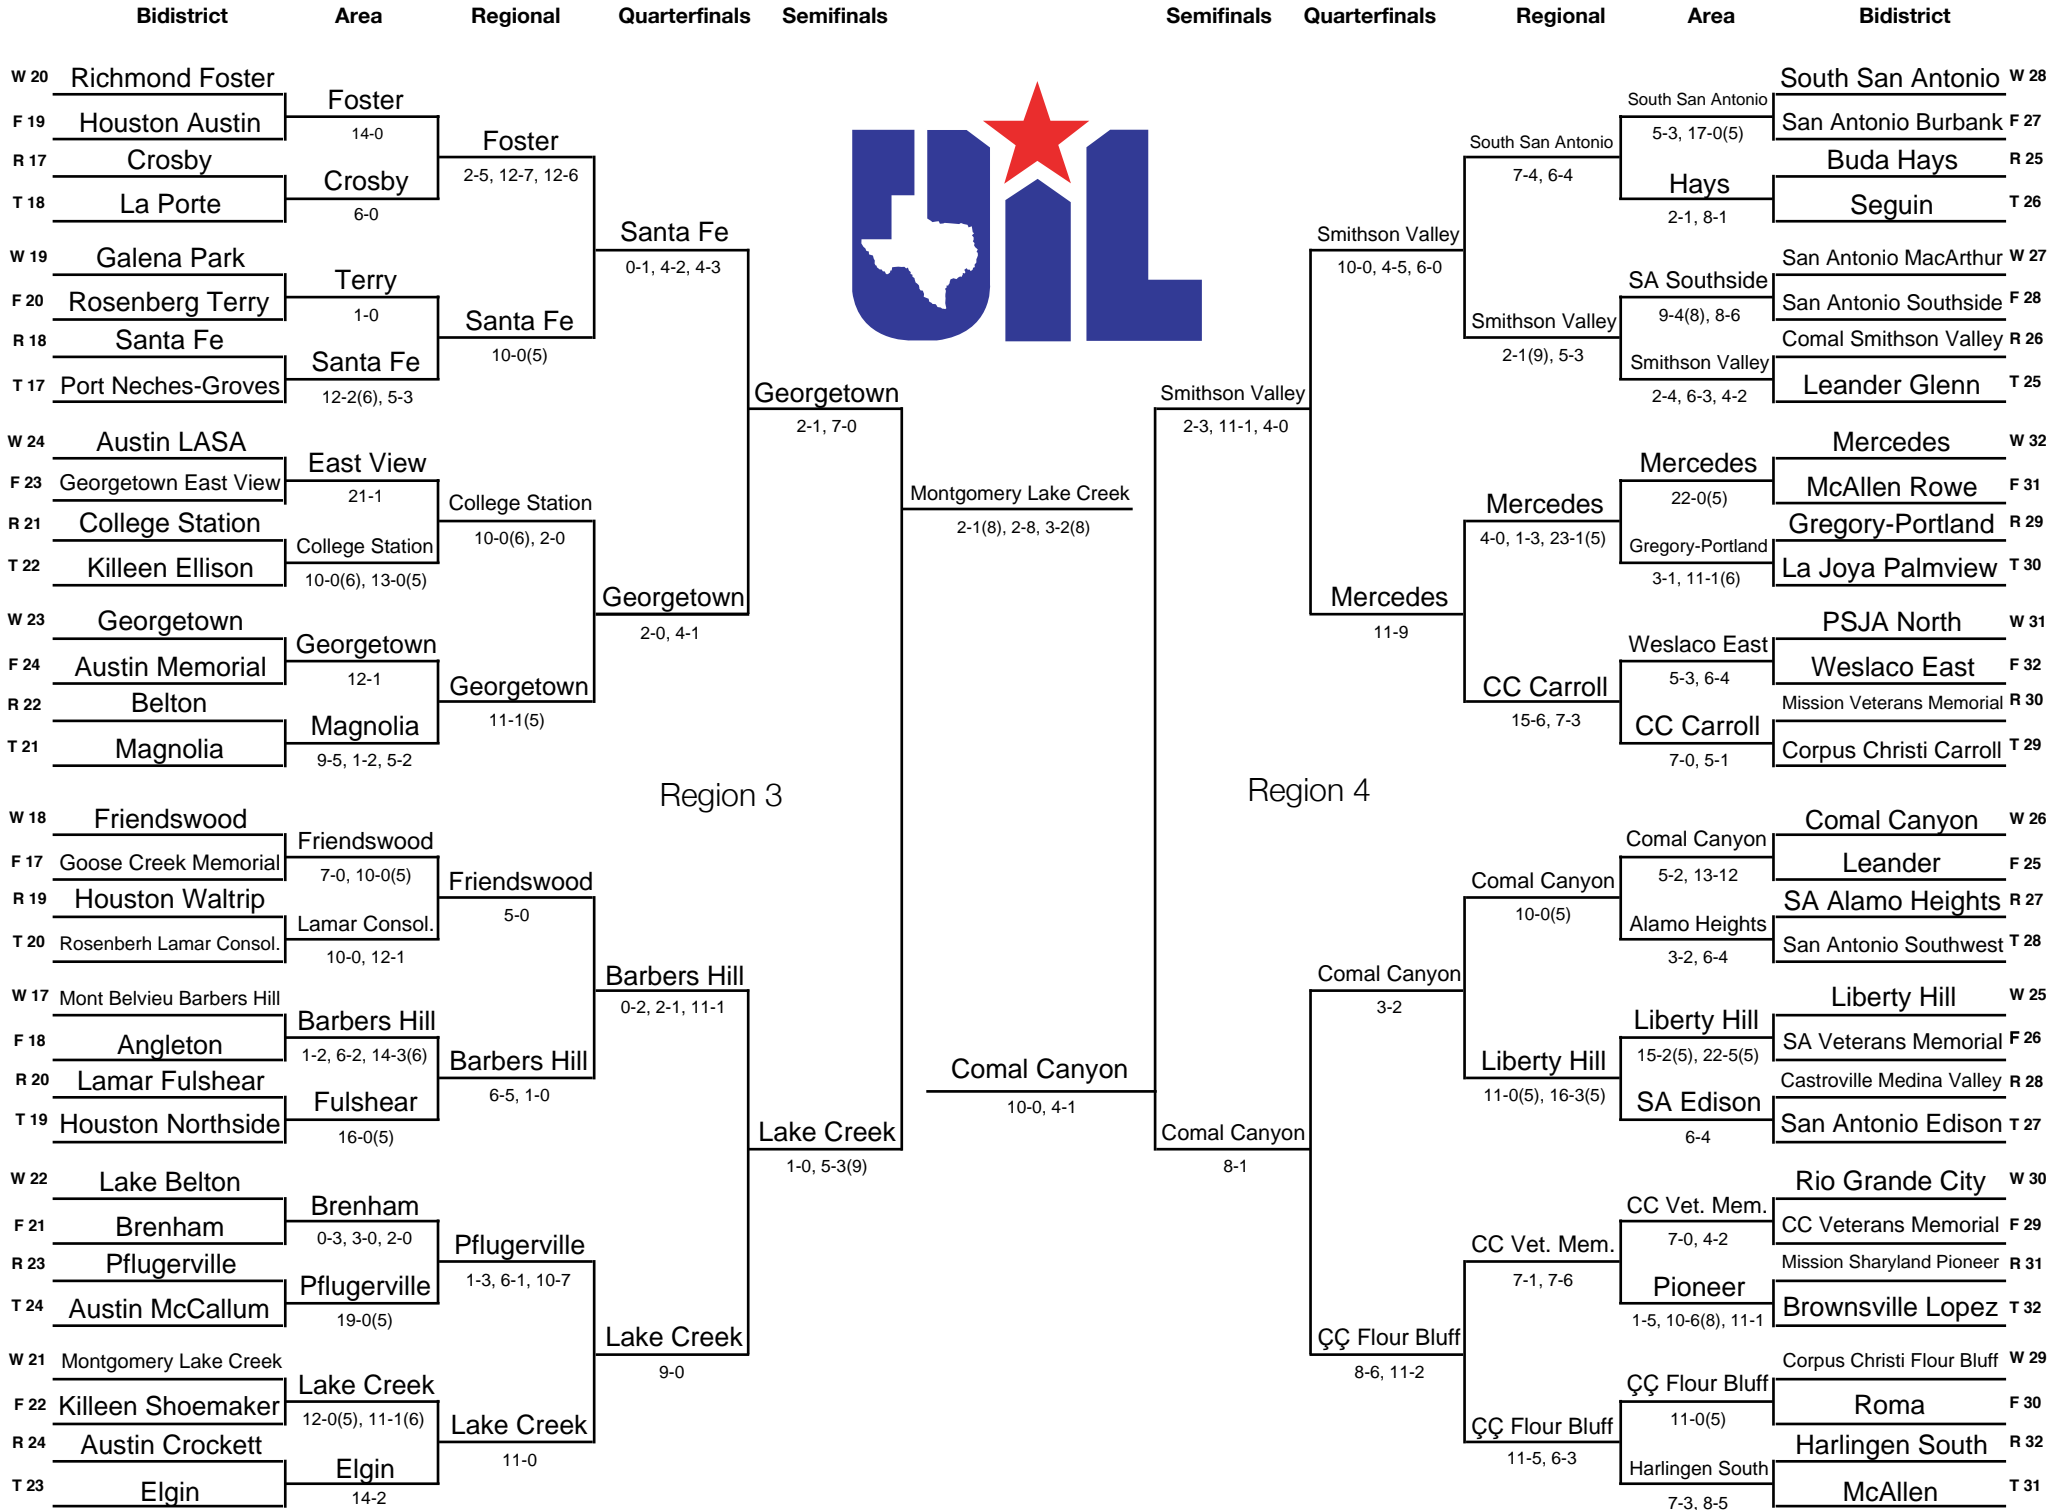 Bidistrict Area Regional Quarterfinals Semifinals Semifinals Quarterfinals Regional Area Bidistrict
W 20 Richmond Foster
Foster
14-0
F 19 Houston Austin
Foster
2-5, 12-7, 12-6
R 17 Crosby
Crosby
6-0
T 18 La Porte
Santa Fe
0-1, 4-2, 4-3
W 19 Galena Park
Terry
1-0
F 20 Rosenberg Terry
Santa Fe
10-0(5)
R 18 Santa Fe
Santa Fe
12-2(6), 5-3
T 17 Port Neches-Groves
Georgetown
2-1, 7-0
W 24 Austin LASA
East View
21-1
F 23 Georgetown East View
College Station
10-0(6), 2-0
R 21 College Station
College Station
10-0(6), 13-0(5)
T 22 Killeen Ellison
Georgetown
2-0, 4-1
W 23 Georgetown
Georgetown
12-1
F 24 Austin Memorial
Georgetown
11-1(5)
R 22 Belton
Magnolia
9-5, 1-2, 5-2
T 21 Magnolia
Region 3
Montgomery Lake Creek
2-1(8), 2-8, 3-2(8)
W 18 Friendswood
Friendswood
7-0, 10-0(5)
F 17 Goose Creek Memorial
Friendswood
5-0
R 19 Houston Waltrip
Lamar Consol.
10-0, 12-1
T 20 Rosenberh Lamar Consol.
Barbers Hill
0-2, 2-1, 11-1
W 17 Mont Belvieu Barbers Hill
Barbers Hill
1-2, 6-2, 14-3(6)
F 18 Angleton
Barbers Hill
6-5, 1-0
R 20 Lamar Fulshear
Fulshear
16-0(5)
T 19 Houston Northside
Lake Creek
1-0, 5-3(9)
W 22 Lake Belton
Brenham
0-3, 3-0, 2-0
F 21 Brenham
Pflugerville
1-3, 6-1, 10-7
R 23 Pflugerville
Pflugerville
19-0(5)
T 24 Austin McCallum
Lake Creek
9-0
W 21 Montgomery Lake Creek
Lake Creek
12-0(5), 11-1(6)
F 22 Killeen Shoemaker
Lake Creek
11-0
R 24 Austin Crockett
Elgin
14-2
T 23 Elgin
UIL
South San Antonio W 28
South San Antonio
5-3, 17-0(5)
San Antonio Burbank F 27
South San Antonio
7-4, 6-4
Buda Hays R 25
Hays
2-1, 8-1
Seguin T 26
Smithson Valley
10-0, 4-5, 6-0
San Antonio MacArthur W 27
SA Southside
9-4(8), 8-6
San Antonio Southside F 28
Smithson Valley
2-1(9), 5-3
Comal Smithson Valley R 26
Smithson Valley
2-4, 6-3, 4-2
Leander Glenn T 25
Smithson Valley
2-3, 11-1, 4-0
Mercedes W 32
Mercedes
22-0(5)
McAllen Rowe F 31
Mercedes
4-0, 1-3, 23-1(5)
Gregory-Portland R 29
Gregory-Portland
3-1, 11-1(6)
La Joya Palmview T 30
Mercedes
11-9
PSJA North W 31
Weslaco East
5-3, 6-4
Weslaco East F 32
CC Carroll
15-6, 7-3
Mission Veterans Memorial R 30
CC Carroll
7-0, 5-1
Corpus Christi Carroll T 29
Region 4
Comal Canyon
10-0, 4-1
Comal Canyon W 26
Comal Canyon
5-2, 13-12
Leander F 25
Comal Canyon
10-0(5)
SA Alamo Heights R 27
Alamo Heights
3-2, 6-4
San Antonio Southwest T 28
Comal Canyon
3-2
Liberty Hill W 25
Liberty Hill
15-2(5), 22-5(5)
SA Veterans Memorial F 26
Liberty Hill
11-0(5), 16-3(5)
Castroville Medina Valley R 28
SA Edison
6-4
San Antonio Edison T 27
Comal Canyon
8-1
Rio Grande City W 30
CC Vet. Mem.
7-0, 4-2
CC Veterans Memorial F 29
CC Vet. Mem.
7-1, 7-6
Mission Sharyland Pioneer R 31
Pioneer
1-5, 10-6(8), 11-1
Brownsville Lopez T 32
ÇÇ Flour Bluff
8-6, 11-2
Corpus Christi Flour Bluff W 29
ÇÇ Flour Bluff
11-0(5)
Roma F 30
ÇÇ Flour Bluff
11-5, 6-3
Harlingen South R 32
Harlingen South
7-3, 8-5
McAllen T 31